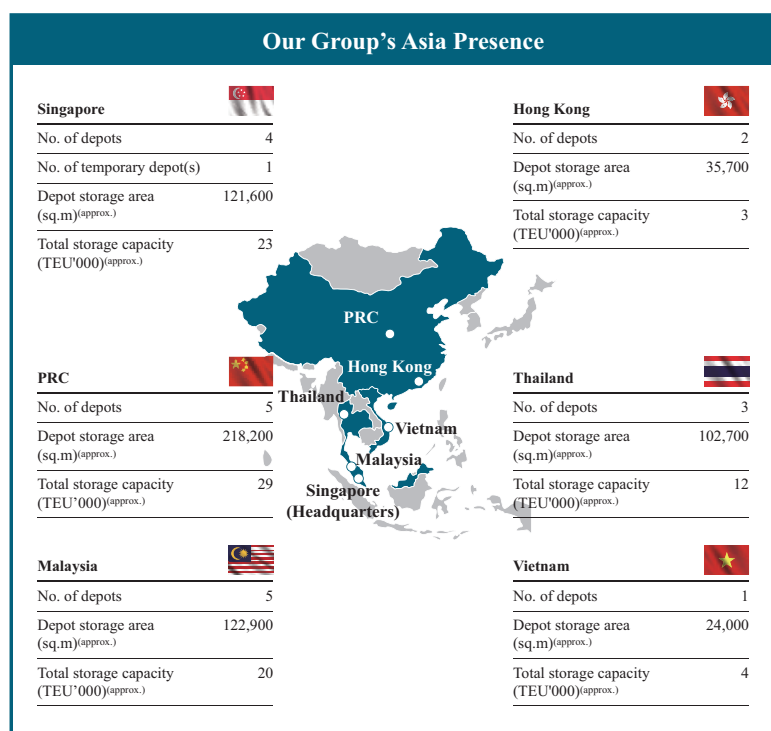 Our Group’s Asia Presence
Singapore
No. of depots 4
No. of temporary depot(s) 1
Depot storage area 121,600
(sq.m)(approx.)
Total storage capacity 23
(TEU'000)(approx.)
Hong Kong
No. of depots 2
Depot storage area 35,700
(sq.m)(approx.)
Total storage capacity 3
(TEU'000)(approx.)
PRC
Hong Kong
Thailand
Vietnam
Malaysia
Singapore
(Headquarters)
PRC
No. of depots 5
Depot storage area 218,200
(sq.m)(approx.)
Total storage capacity 29
(TEU’000)(approx.)
Thailand
No. of depots 3
Depot storage area 102,700
(sq.m)(approx.)
Total storage capacity 12
(TEU'000)(approx.)
Malaysia
No. of depots 5
Depot storage area 122,900
(sq.m)(approx.)
Total storage capacity 20
(TEU’000)(approx.)
Vietnam
No. of depots 1
Depot storage area 24,000
(sq.m)(approx.)
Total storage capacity 4
(TEU'000)(approx.)